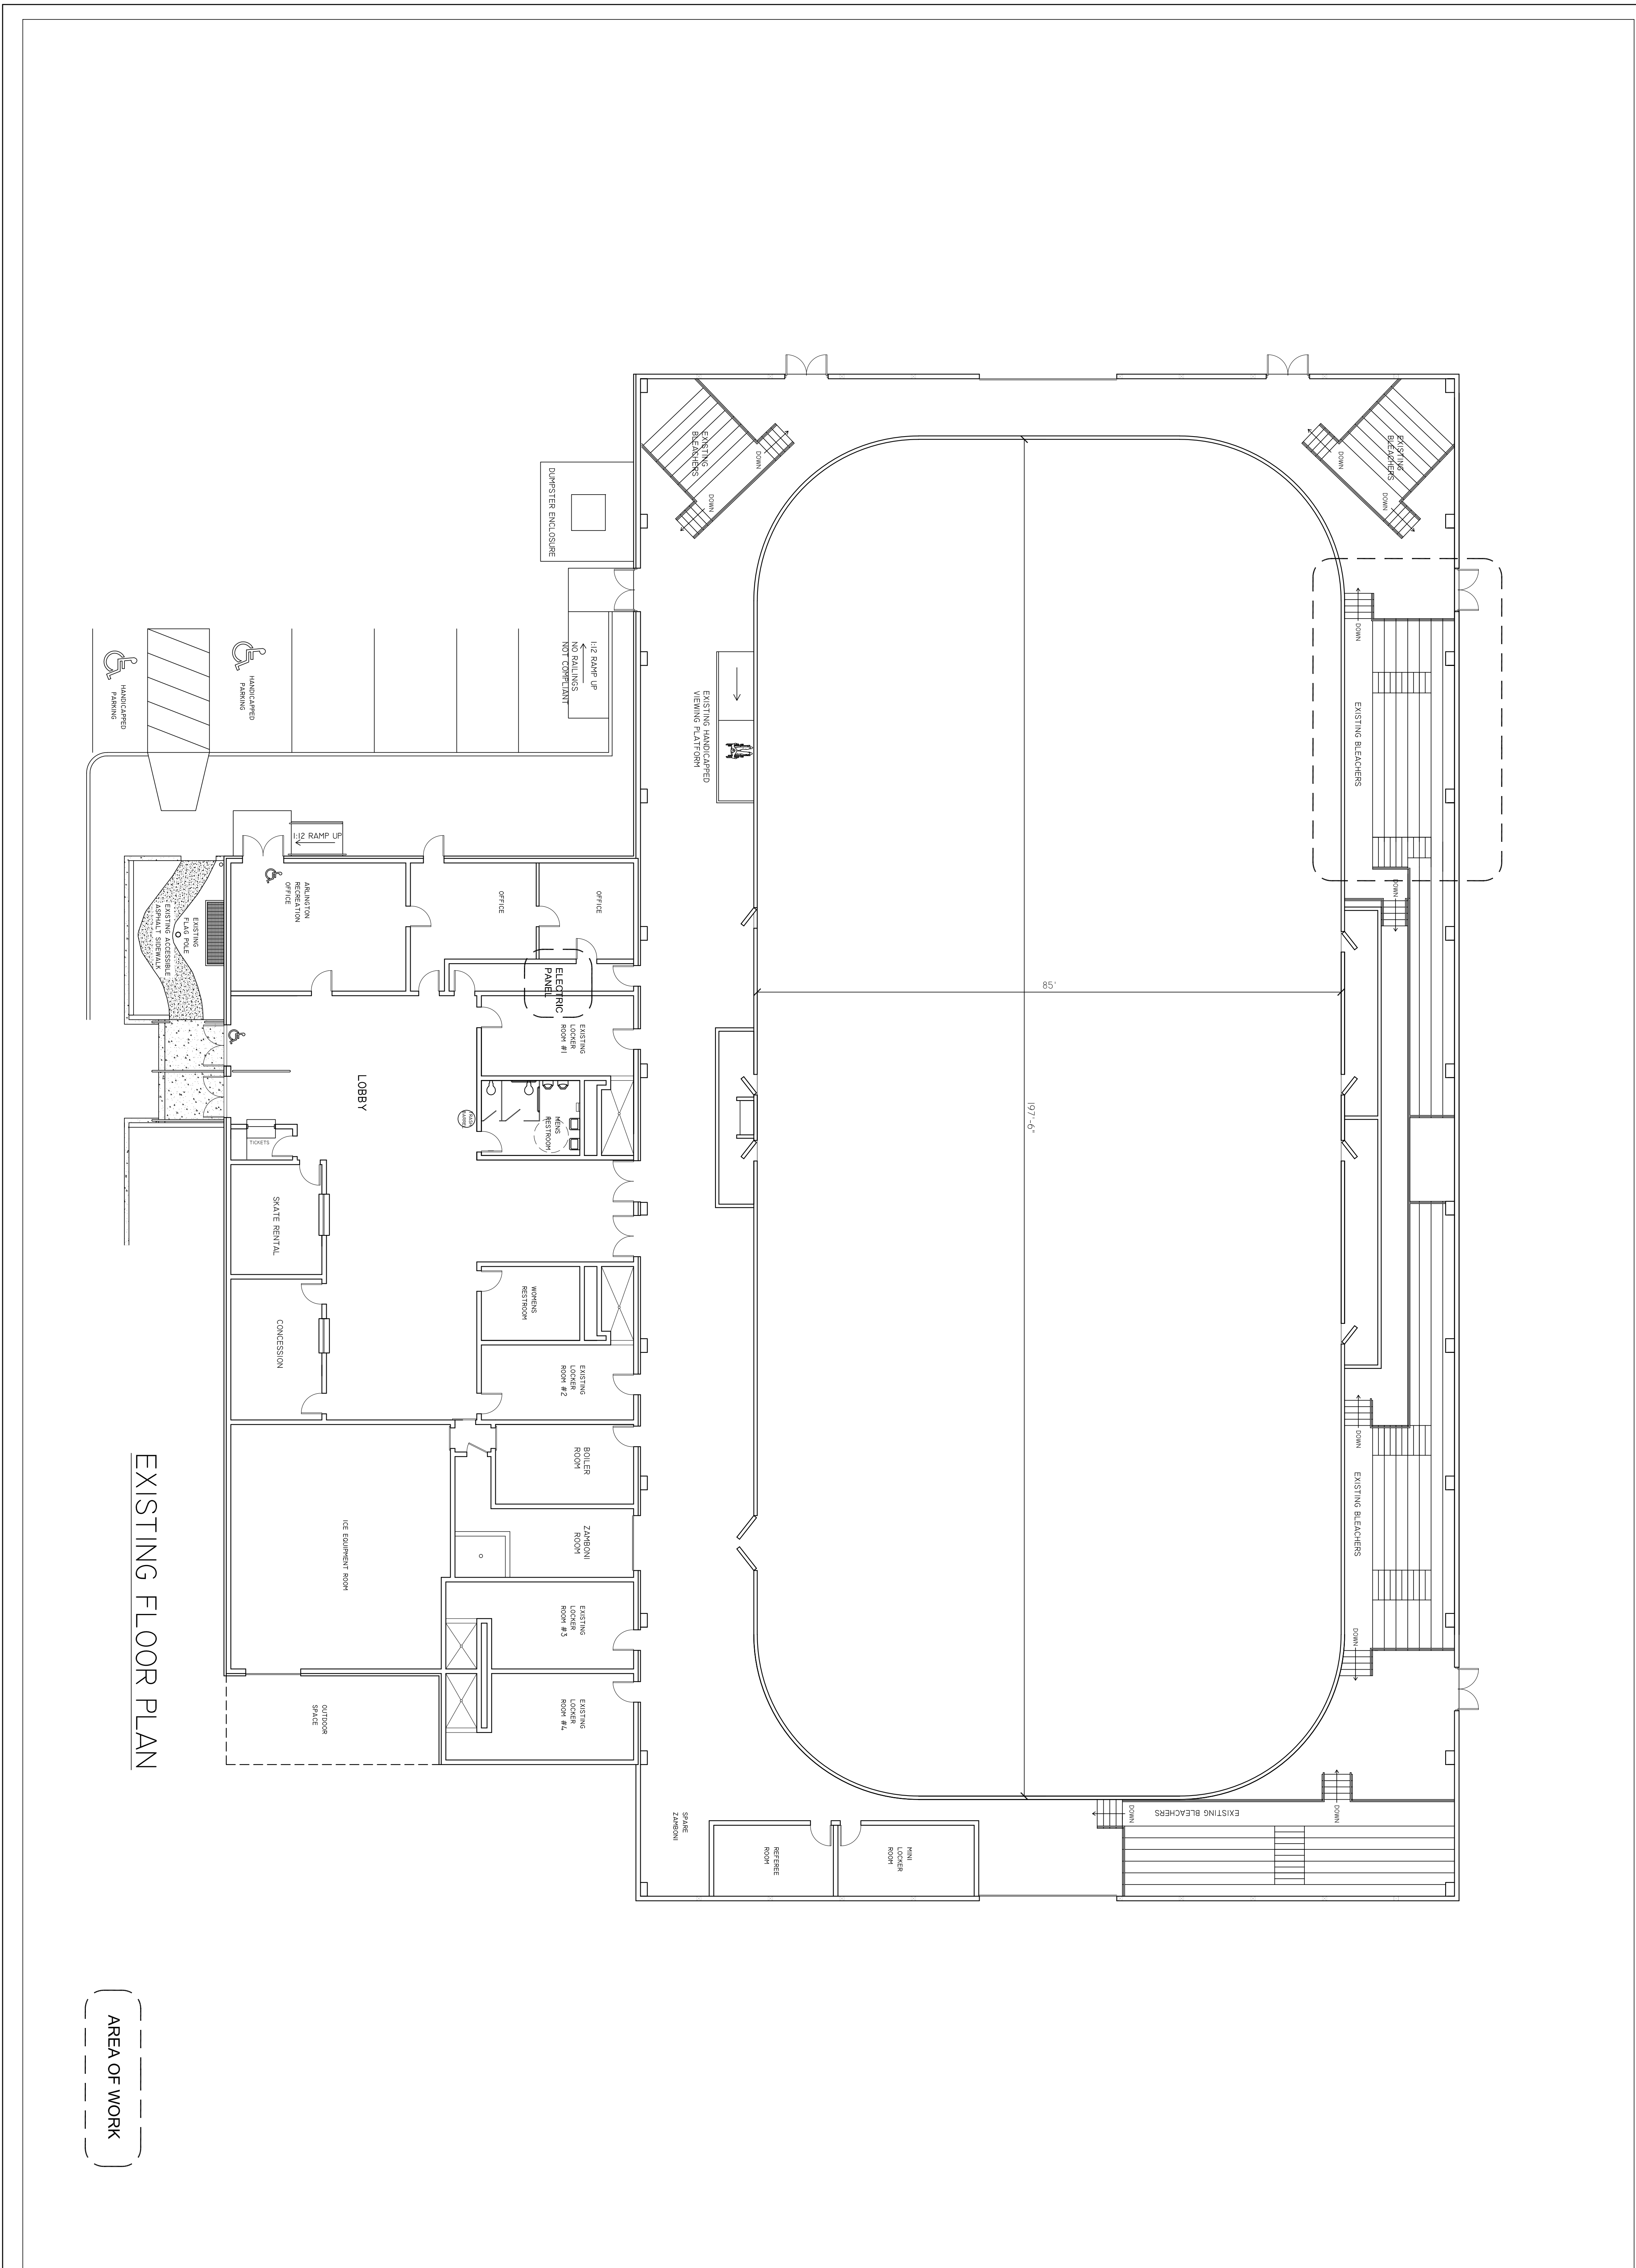 EXISTING
BLEACHERS
DOWN
DOWN
EXISTING
BLEACHERS
DOWN
DOWN
DUMPSTER ENCLOSURE
1:12 RAMP UP
NO RAILINGS
NOT COMPLIANT
HANDICAPPED
PARKING
HANDICAPPED
PARKING
EXISTING HANDICAPPED
VIEWING PLATFORM
DOWN
EXISTING BLEACHERS
DOWN
1:12 RAMP UP
ARLINGTON
RECREATION
OFFICE
OFFICE
OFFICE
EXISTING
FLAG POLE
EXISTING ACCESSIBLE
ASPHALT SIDEWALK
ELECTRIC
PANEL
85'
197'-6"
EXISTING
LOCKER
ROOM #1
LOBBY
TRASH
BARREL
MENS
RESTROOM
TICKETS
SKATE RENTAL
CONCESSION
WOMENS
RESTROOM
EXISTING
LOCKER
ROOM #2
BOILER
ROOM
ZAMBONI
ROOM
ICE EQUIPMENT ROOM
EXISTING
LOCKER
ROOM #3
EXISTING
LOCKER
ROOM #4
OUTDOOR
SPACE
DOWN
EXISTING BLEACHERS
DOWN
SPARE
ZAMBONI
REFEREE
ROOM
MINI
LOCKER
ROOM
DOWN
EXISTING BLEACHERS
DOWN
EXISTING FLOOR PLAN
AREA OF WORK